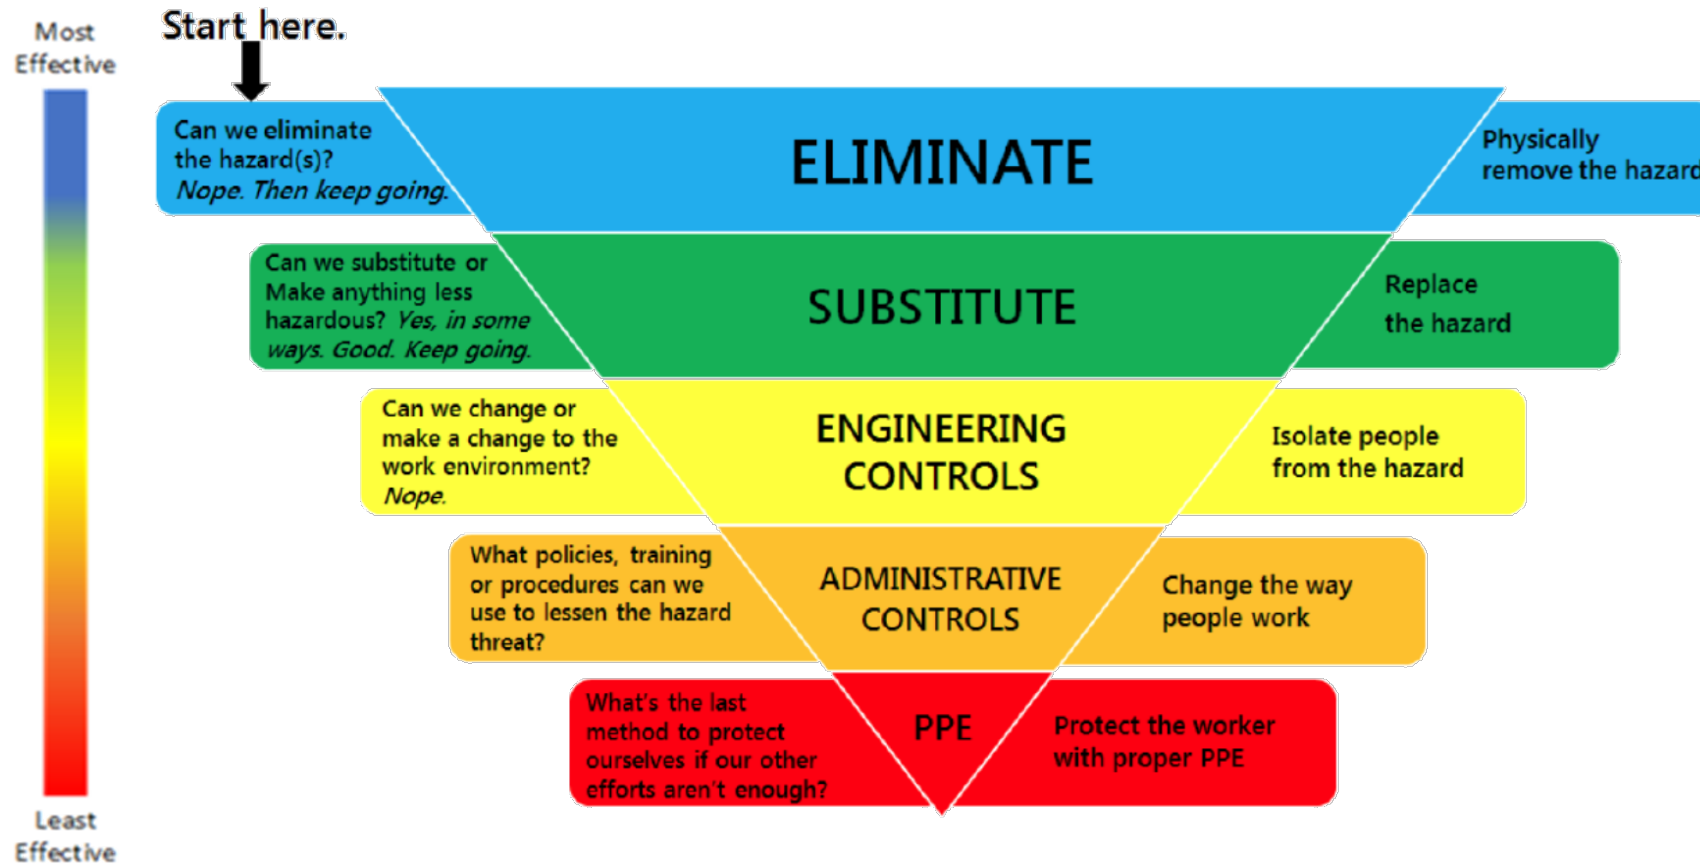 Most
Effective
Start here.
Can we eliminate
the hazard(s)?
Nope. Then keep going.
ELIMINATE
Physically
remove the hazard
Can we substitute or
Make anything less
hazardous? Yes, in some
ways. Good. Keep going.
SUBSTITUTE
Replace
the hazard
Can we change or
make a change to the
work environment?
Nope.
ENGINEERING
CONTROLS
Isolate people
from the hazard
What policies, training
or procedures can we
use to lessen the hazard
threat?
ADMINISTRATIVE
CONTROLS
Change the way
people work
What's the last
method to protect
ourselves if our other
efforts aren't enough?
PPE
Protect the worker
with proper PPE
Least
Effective